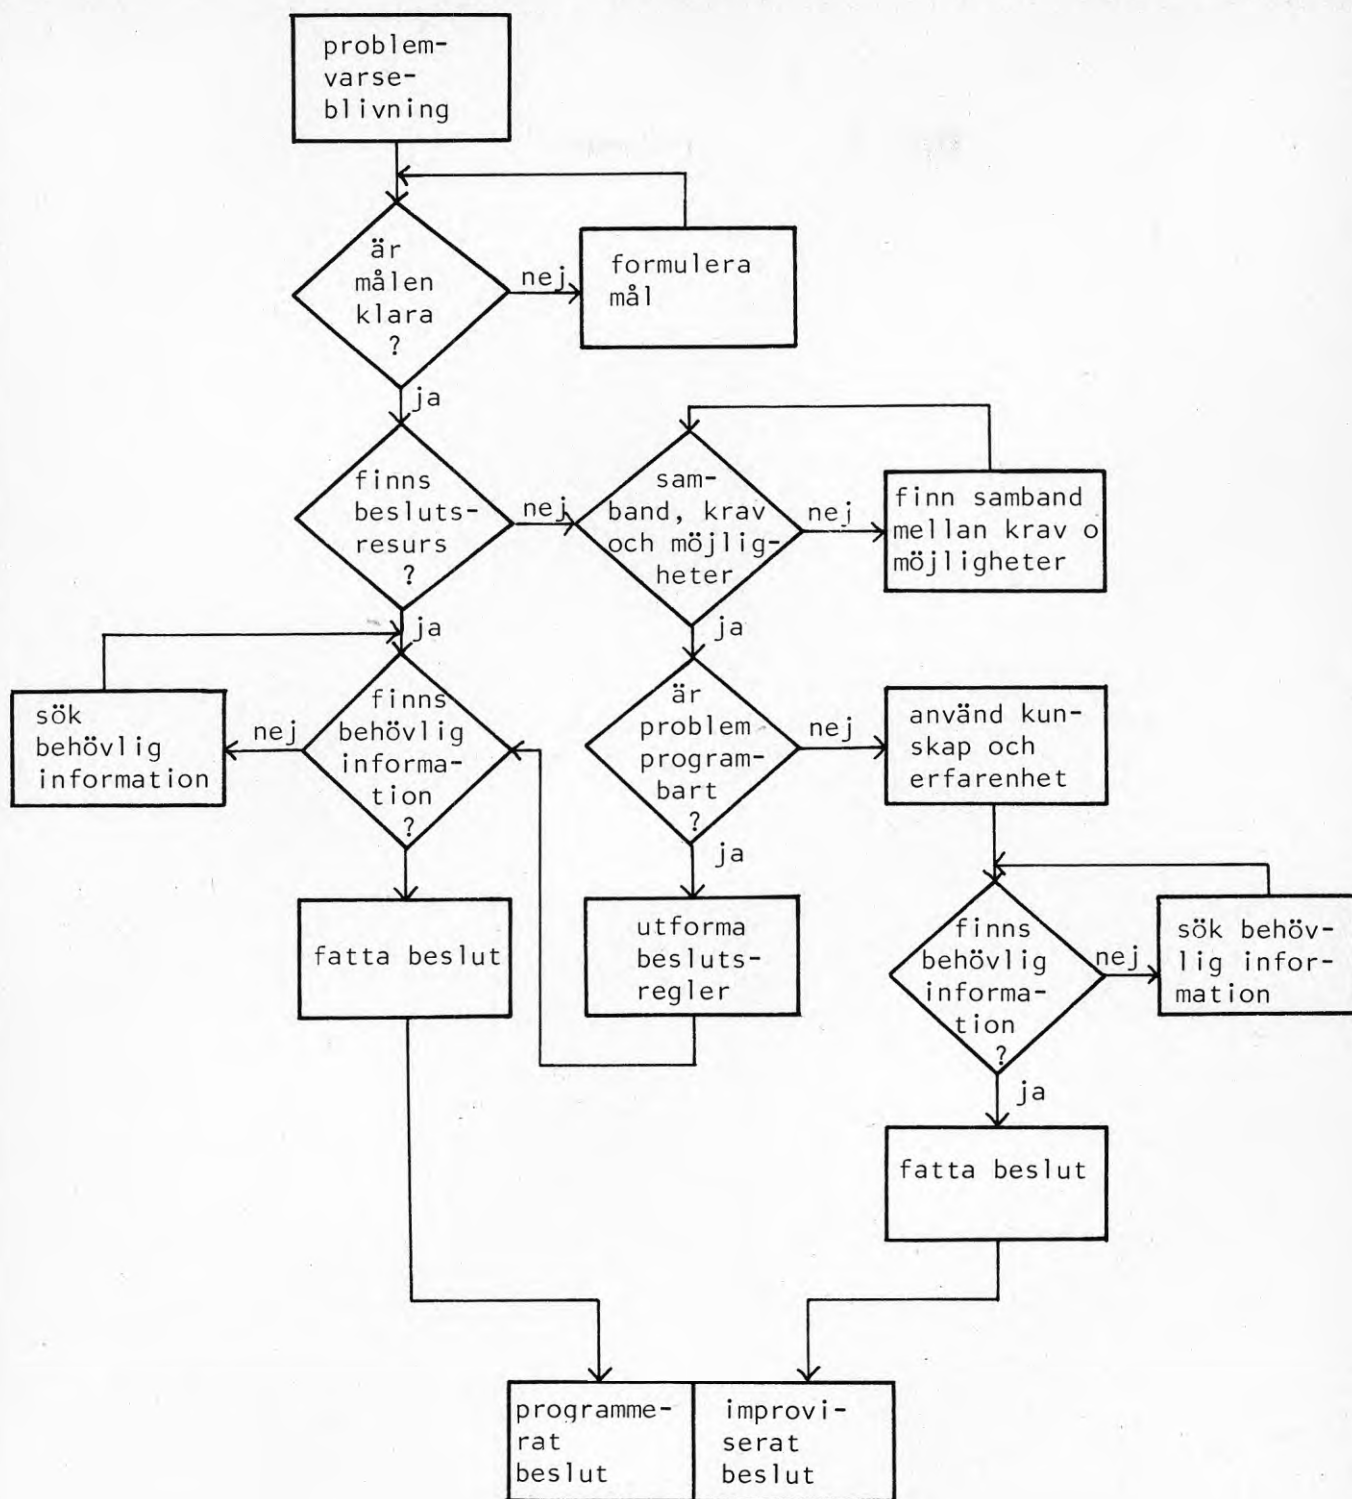 problem-
varse-
blivning
är
målen
klara
?
nej
formulera
mål
ja
finns
besluts-
resurs
?
nej
sam-
band, krav
och möjlig-
heter
nej
finn samband
mellan krav o
möjligheter
ja
ja
sök
behövlig
information
nej
finns
behövlig
informa-
tion
?
är
problem
program-
bart
?
nej
använd kun-
skap och
erfarenhet
ja
fatta beslut
utforma
besluts-
regler
finns
behövlig
informa-
tion
?
nej
sök behöv-
lig infor-
mation
ja
fatta beslut
programme-
rat
beslut
improvi-
serat
beslut